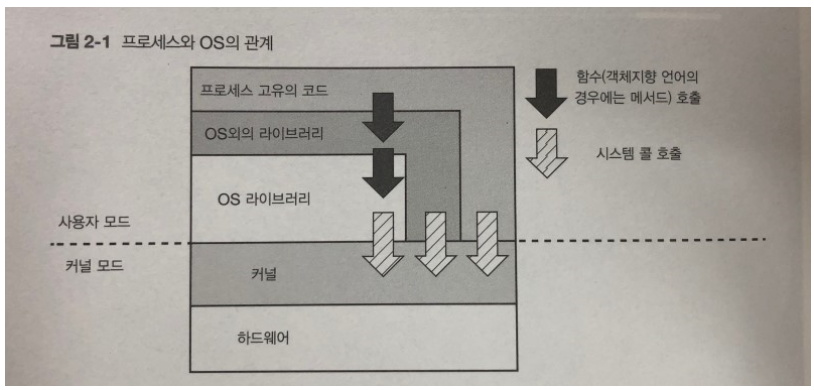 그림 2-1 프로세스와 OS의 관계
프로세스 고유의 코드
함수(객체지향 언어의
경우에는 메서드) 호출
OS외의 라이브러리
시스템 콜 호출
OS 라이브러리
사용자 모드
커널 모드
커널
하드웨어